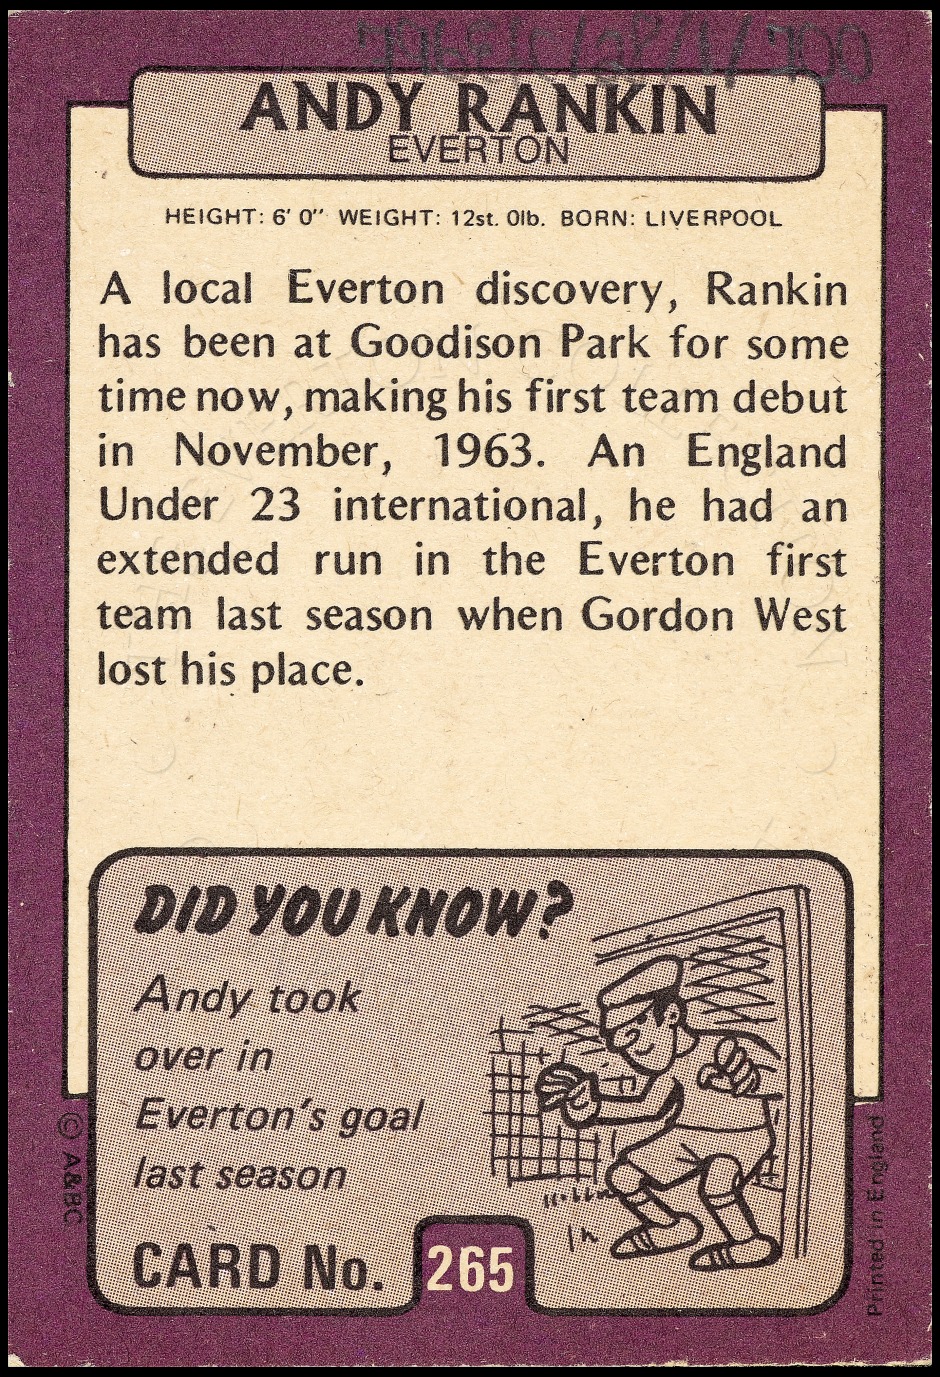 ANDY RANKIN
EVERTON
HEIGHT: 6' 0" WEIGHT: 12st. 0lb. BORN: LIVERPOOL
A local Everton discovery, Rankin
has been at Goodison Park for some
time now, making his first team debut
in November, 1963. An England
Under 23 international, he had an
extended run in the Everton first
team last season when Gordon West
lost his place.
DID YOU KNOW?
Andy took
over in
Everton's goal
last season
CARD No. 265
© A&BC
Printed in England